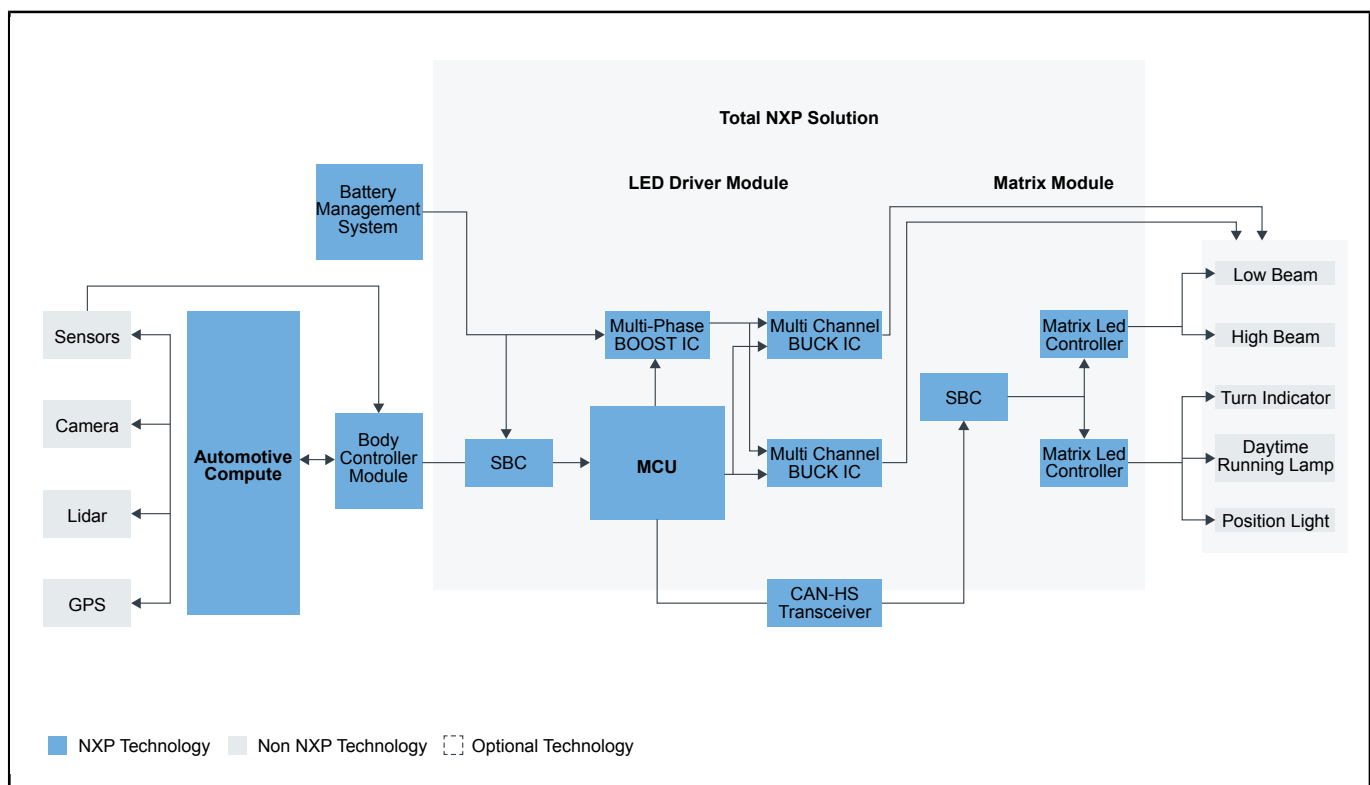 Total NXP Solution
LED Driver Module
Matrix Module
Battery
Management
System
Sensors
Camera
Lidar
GPS
Automotive
Compute
Body
Controller
Module
SBC
Multi-Phase
BOOST IC
MCU
Multi Channel
BUCK IC
Multi Channel
BUCK IC
CAN-HS
Transceiver
SBC
Matrix Led
Controller
Matrix Led
Controller
Low Beam
High Beam
Turn Indicator
Daytime
Running Lamp
Position Light
NXP Technology
Non NXP Technology
Optional Technology